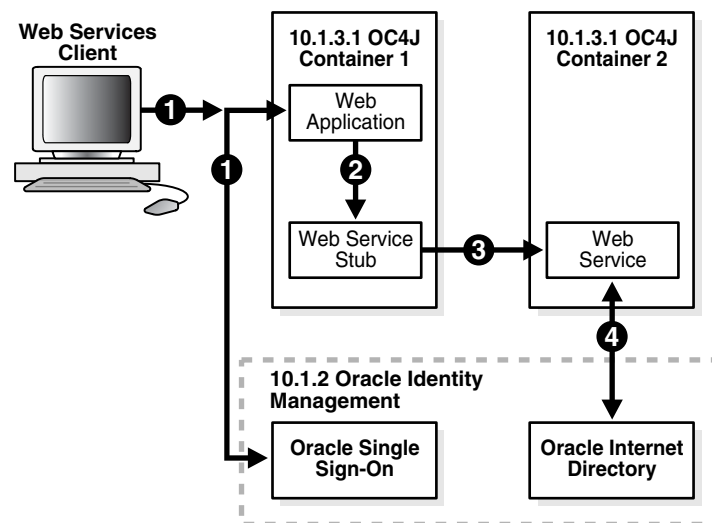 Web Services
Client
10.1.3.1 OC4J
Container 1
10.1.3.1 OC4J
Container 2
1
Web
Application
1
2
Web Service
Stub
3
Web
Service
4
10.1.2 Oracle Identity
Management
Oracle Single
Sign-On
Oracle Internet
Directory